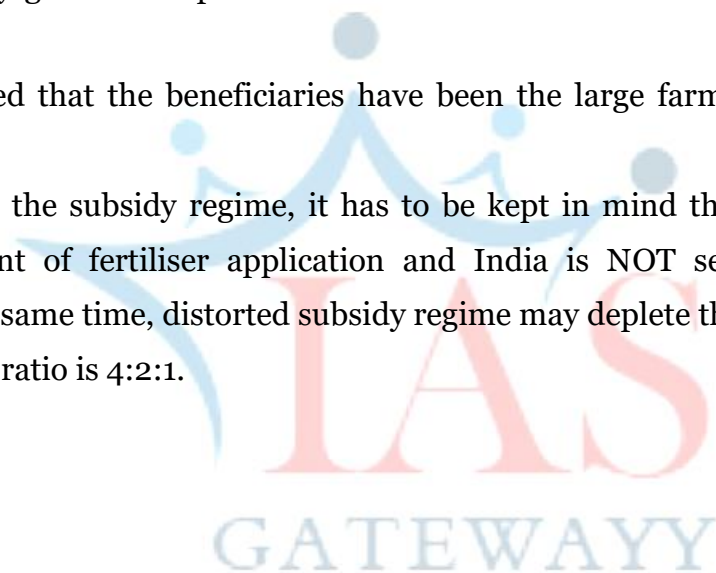 ed that the beneficiaries have been the large farm
the subsidy regime, it has to be kept in mind th
nt of fertiliser application and India is NOT se
same time, distorted subsidy regime may deplete th
ratio is 4:2:1.
IAS
GATEWAYY